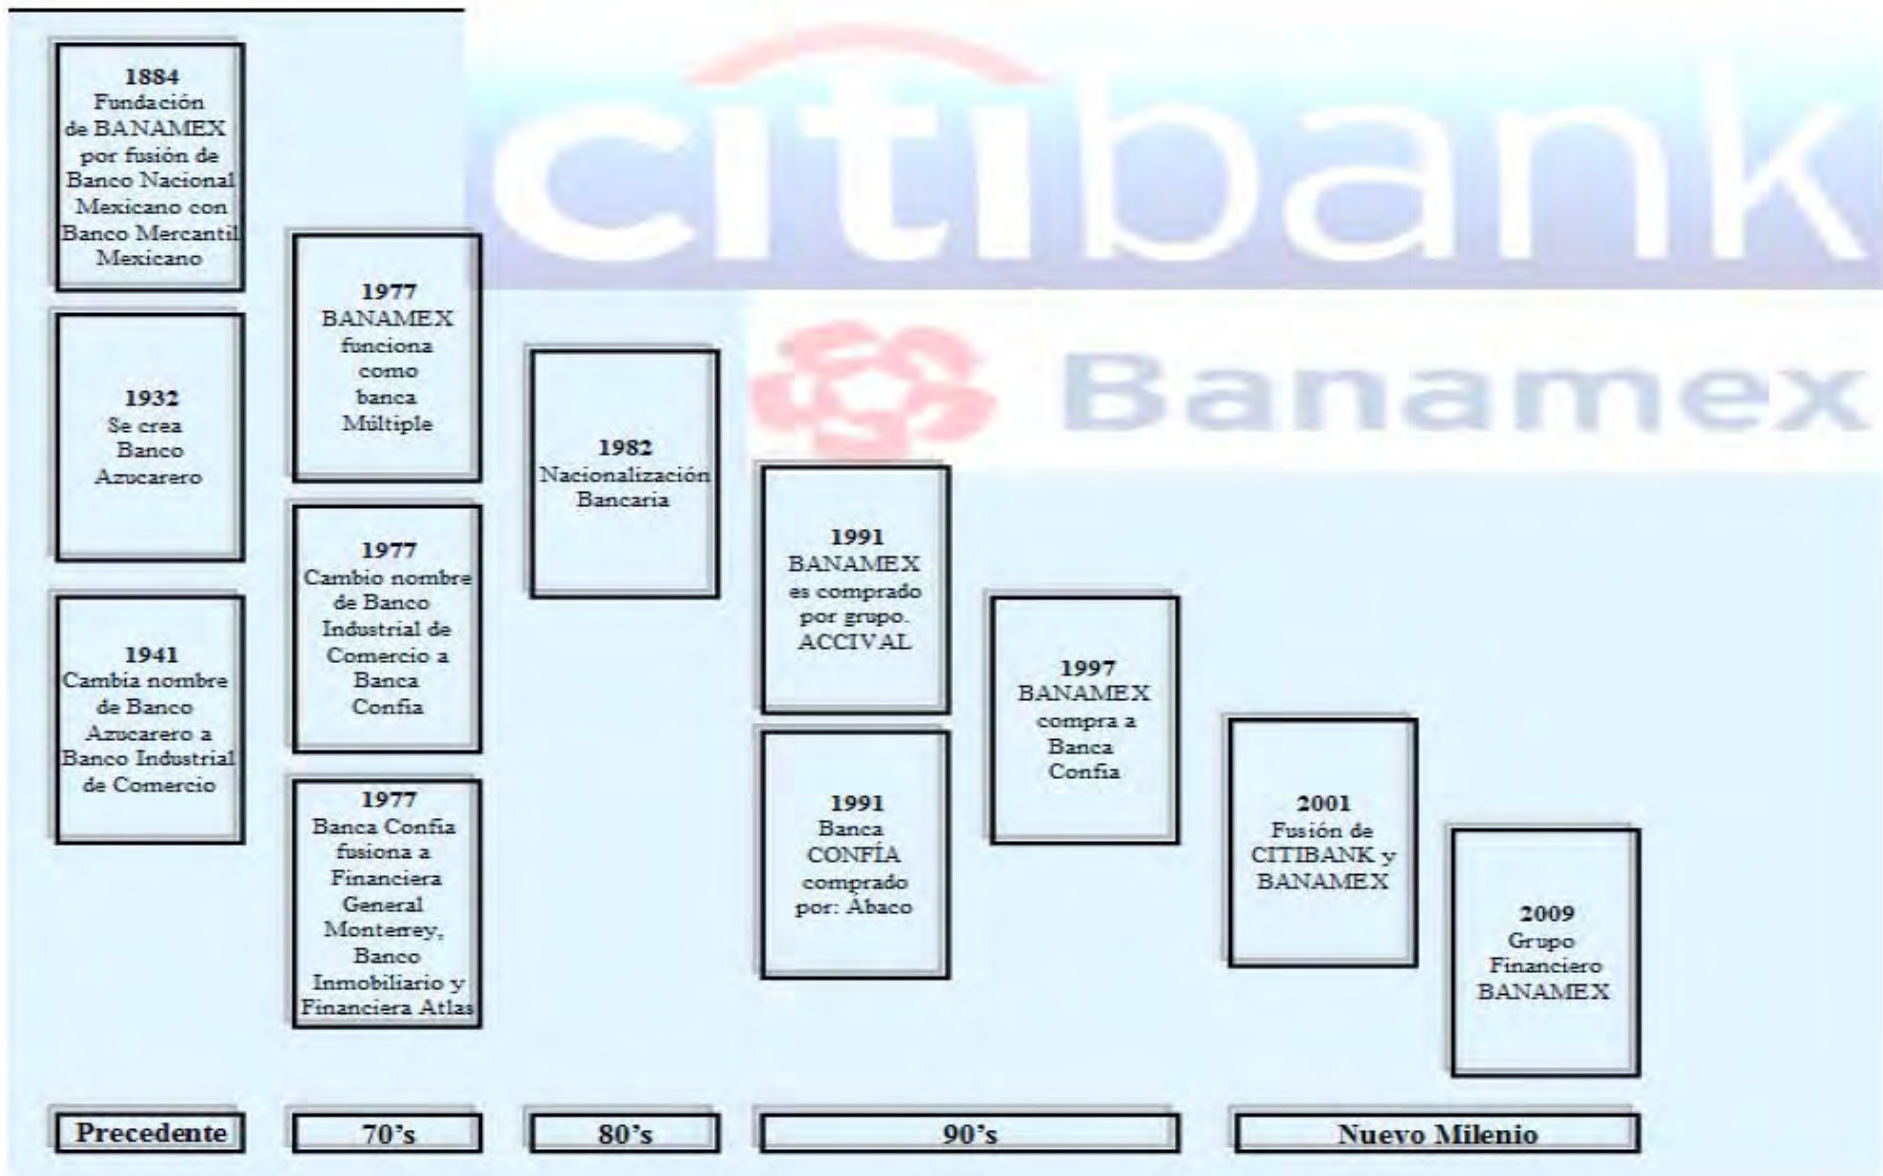 citibank
Banamex
1884
Fundación
de BANAMEX
por fusión de
Banco Nacional
Mexicano con
Banco Mercantil
Mexicano
1932
Se crea
Banco
Azucarero
1941
Cambia nombre
de Banco
Azucarero a
Banco Industrial
de Comercio
1977
BANAMEX
funciona
como
banca
Múltiple
1977
Cambio nombre
de Banco
Industrial de
Comercio a
Banca
Confia
1977
Banca Confia
fusiona a
Financiera
General
Monterrey,
Banco
Inmobiliario y
Financiera Atlas
1982
Nacionalización
Bancaria
1991
BANAMEX
es comprado
por grupo.
ACCIVAL
1991
Banca
CONFÍA
comprado
por: Ábaco
1997
BANAMEX
compra a
Banca
Confia
2001
Fusión de
CITIBANK y
BANAMEX
2009
Grupo
Financiero
BANAMEX
Precedente
70's
80's
90's
Nuevo Milenio